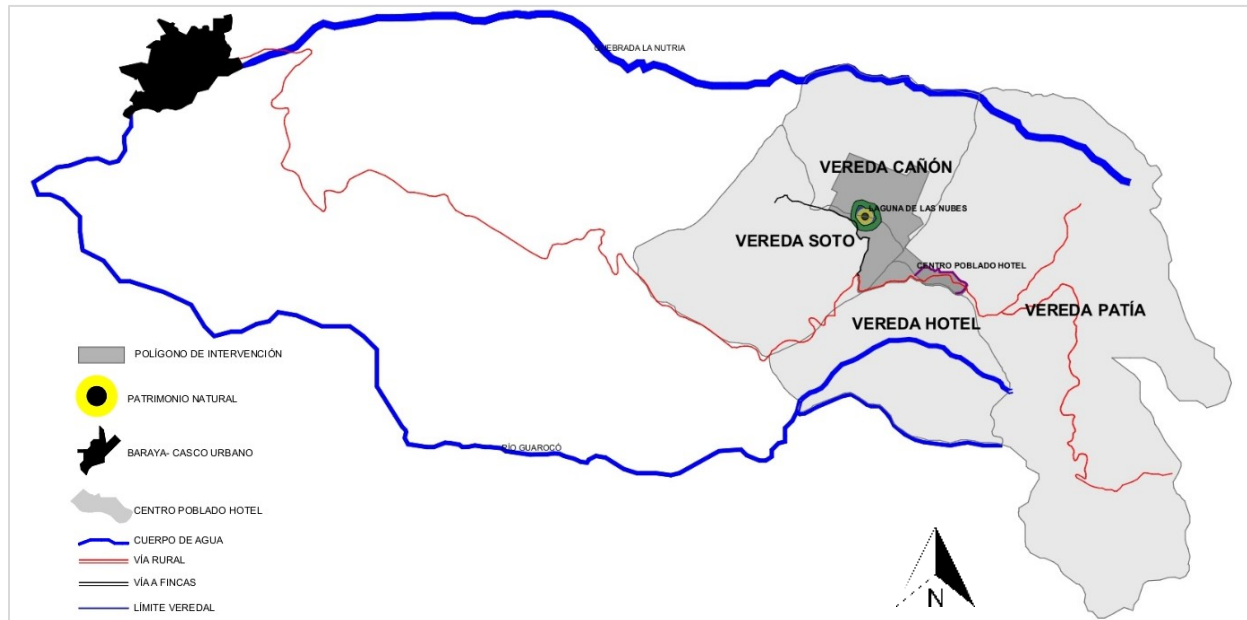 QUEBRADA LA NUTRIA
VEREDA CAÑÓN
LAGUNA DE LAS NUBES
VEREDA SOTO
CENTRO POBLADO HOTEL
VEREDA HOTEL
VEREDA PATÍA
RÍO GUAROCÓ
POLÍGONO DE INTERVENCIÓN
PATRIMONIO NATURAL
BARAYA- CASCO URBANO
CENTRO POBLADO HOTEL
CUERPO DE AGUA
VÍA RURAL
VÍA A FINCAS
LÍMITE VEREDAL
N